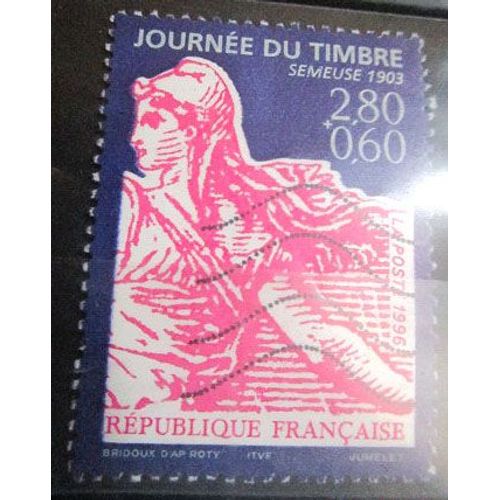 JOURNÉE DU TIMBRE
SEMEUSE 1903
2,80
+0,60
LA POSTE 1996
RÉPUBLIQUE FRANÇAISE
BRIDOUX D'AP ROTY ITVF JUMELET